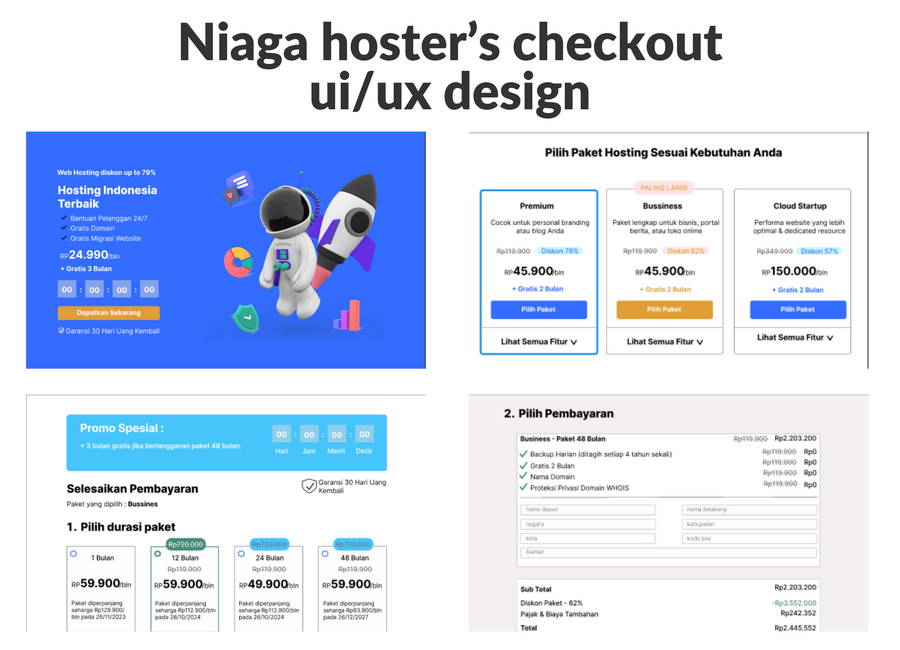 Niaga hoster's checkout
ui/ux design
Web Hosting diskon up to 79%
Hosting Indonesia
Terbaik
Bantuan Pelanggan 24/7
Gratis Domain
Gratis Migrasi Website
RP24.990/bln
+ Gratis 3 Bulan
00 : 00 : 00 : 00
Dapatkan Sekarang
Garansi 30 Hari Uang Kembali
Pilih Paket Hosting Sesuai Kebutuhan Anda
Premium
Cocok untuk personal branding
atau blog Anda
Rp119.900 Diskon 79%
RP45.900/bln
+ Gratis 2 Bulan
Pilih Paket
Lihat Semua Fitur
PALING LARIS!
Bussiness
Paket lengkap untuk bisnis, portal
berita, atau toko online
Rp119.900 Diskon 62%
RP45.900/bln
+ Gratis 2 Bulan
Pilih Paket
Lihat Semua Fitur
Cloud Startup
Performa website yang lebih
optimal & dedicated resource
Rp349.000 Diskon 57%
RP150.000/bln
+ Gratis 2 Bulan
Pilih Paket
Lihat Semua Fitur
Promo Spesial :
+ 3 bulan gratis jika berlangganan paket 48 bulan.
00 : 00 : 00 : 00
Hari Jam Menit Detik
Selesaikan Pembayaran
Paket yang dipilih : Bussines
Garansi 30 Hari Uang
Kembali
1. Pilih durasi paket
1 Bulan
RP59.900/bln
Paket diperpanjang
seharga Rp129.900/
bln pada 26/11/2023
Rp720.000
12 Bulan
Rp119.900
RP59.900/bln
Paket diperpanjang
seharga Rp112.900/bln
pada 26/10/2024
Rp720.000
24 Bulan
Rp119.900
RP49.900/bln
Paket diperpanjang
seharga Rp112.900/bln
pada 26/10/2024
Rp720.000
48 Bulan
Rp119.900
RP59.900/bln
Paket diperpanjang
seharga Rp93.900/bln
pada 26/12/2027
2. Pilih Pembayaran
Business - Paket 48 Bulan Rp119.900 Rp2.203.200
Backup Harian (ditagih setiap 4 tahun sekali) Rp119.900 Rp0
Gratis 2 Bulan Rp119.900 Rp0
Nama Domain Rp119.900 Rp0
Proteksi Privasi Domain WHOIS Rp119.900 Rp0
nama depan nama belakang
negara kabupaten
kota kode pos
Alamat
Sub Total Rp2.203.200
Diskon Paket - 62% -Rp3.552.000
Pajak & Biaya Tambahan Rp242.352
Total Rp2.445.552